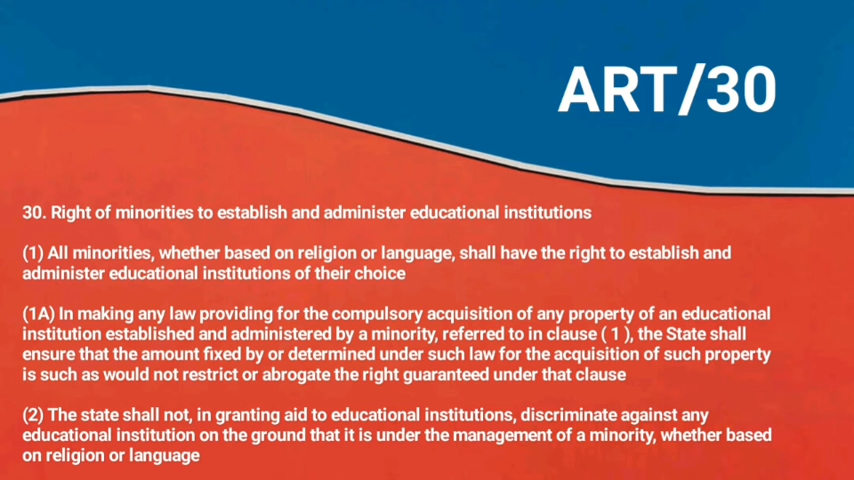 ART/30
30. Right of minorities to establish and administer educational institutions
(1) All minorities, whether based on religion or language, shall have the right to establish and
administer educational institutions of their choice
(1A) In making any law providing for the compulsory acquisition of any property of an educational
institution established and administered by a minority, referred to in clause ( 1 ), the State shall
ensure that the amount fixed by or determined under such law for the acquisition of such property
is such as would not restrict or abrogate the right guaranteed under that clause
(2) The state shall not, in granting aid to educational institutions, discriminate against any
educational institution on the ground that it is under the management of a minority, whether based
on religion or language